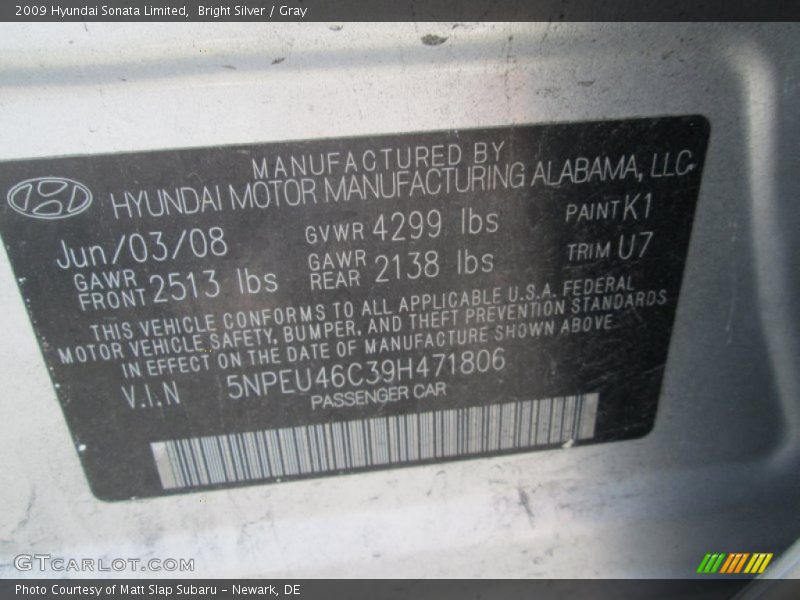 2009 Hyundai Sonata Limited,  Bright Silver / Gray
MANUFACTURED BY
HYUNDAI MOTOR MANUFACTURING ALABAMA, LLC
Jun/03/08 GVWR 4299 lbs PAINT K1
GAWR FRONT 2513 lbs GAWR REAR 2138 lbs TRIM U7
THIS VEHICLE CONFORMS TO ALL APPLICABLE U.S.A. FEDERAL
MOTOR VEHICLE SAFETY, BUMPER, AND THEFT PREVENTION STANDARDS
IN EFFECT ON THE DATE OF MANUFACTURE SHOWN ABOVE
V.I.N 5NPEU46C39H471806
PASSENGER CAR
GTCARLOT.COM
Photo Courtesy of Matt Slap Subaru - Newark, DE